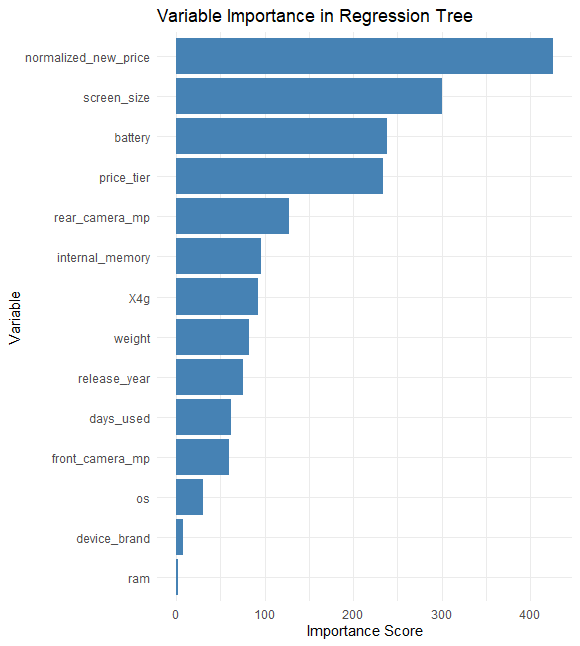 Variable Importance in Regression Tree
Variable
normalized_new_price
screen_size
battery
price_tier
rear_camera_mp
internal_memory
X4g
weight
release_year
days_used
front_camera_mp
os
device_brand
ram
0 100 200 300 400
Importance Score